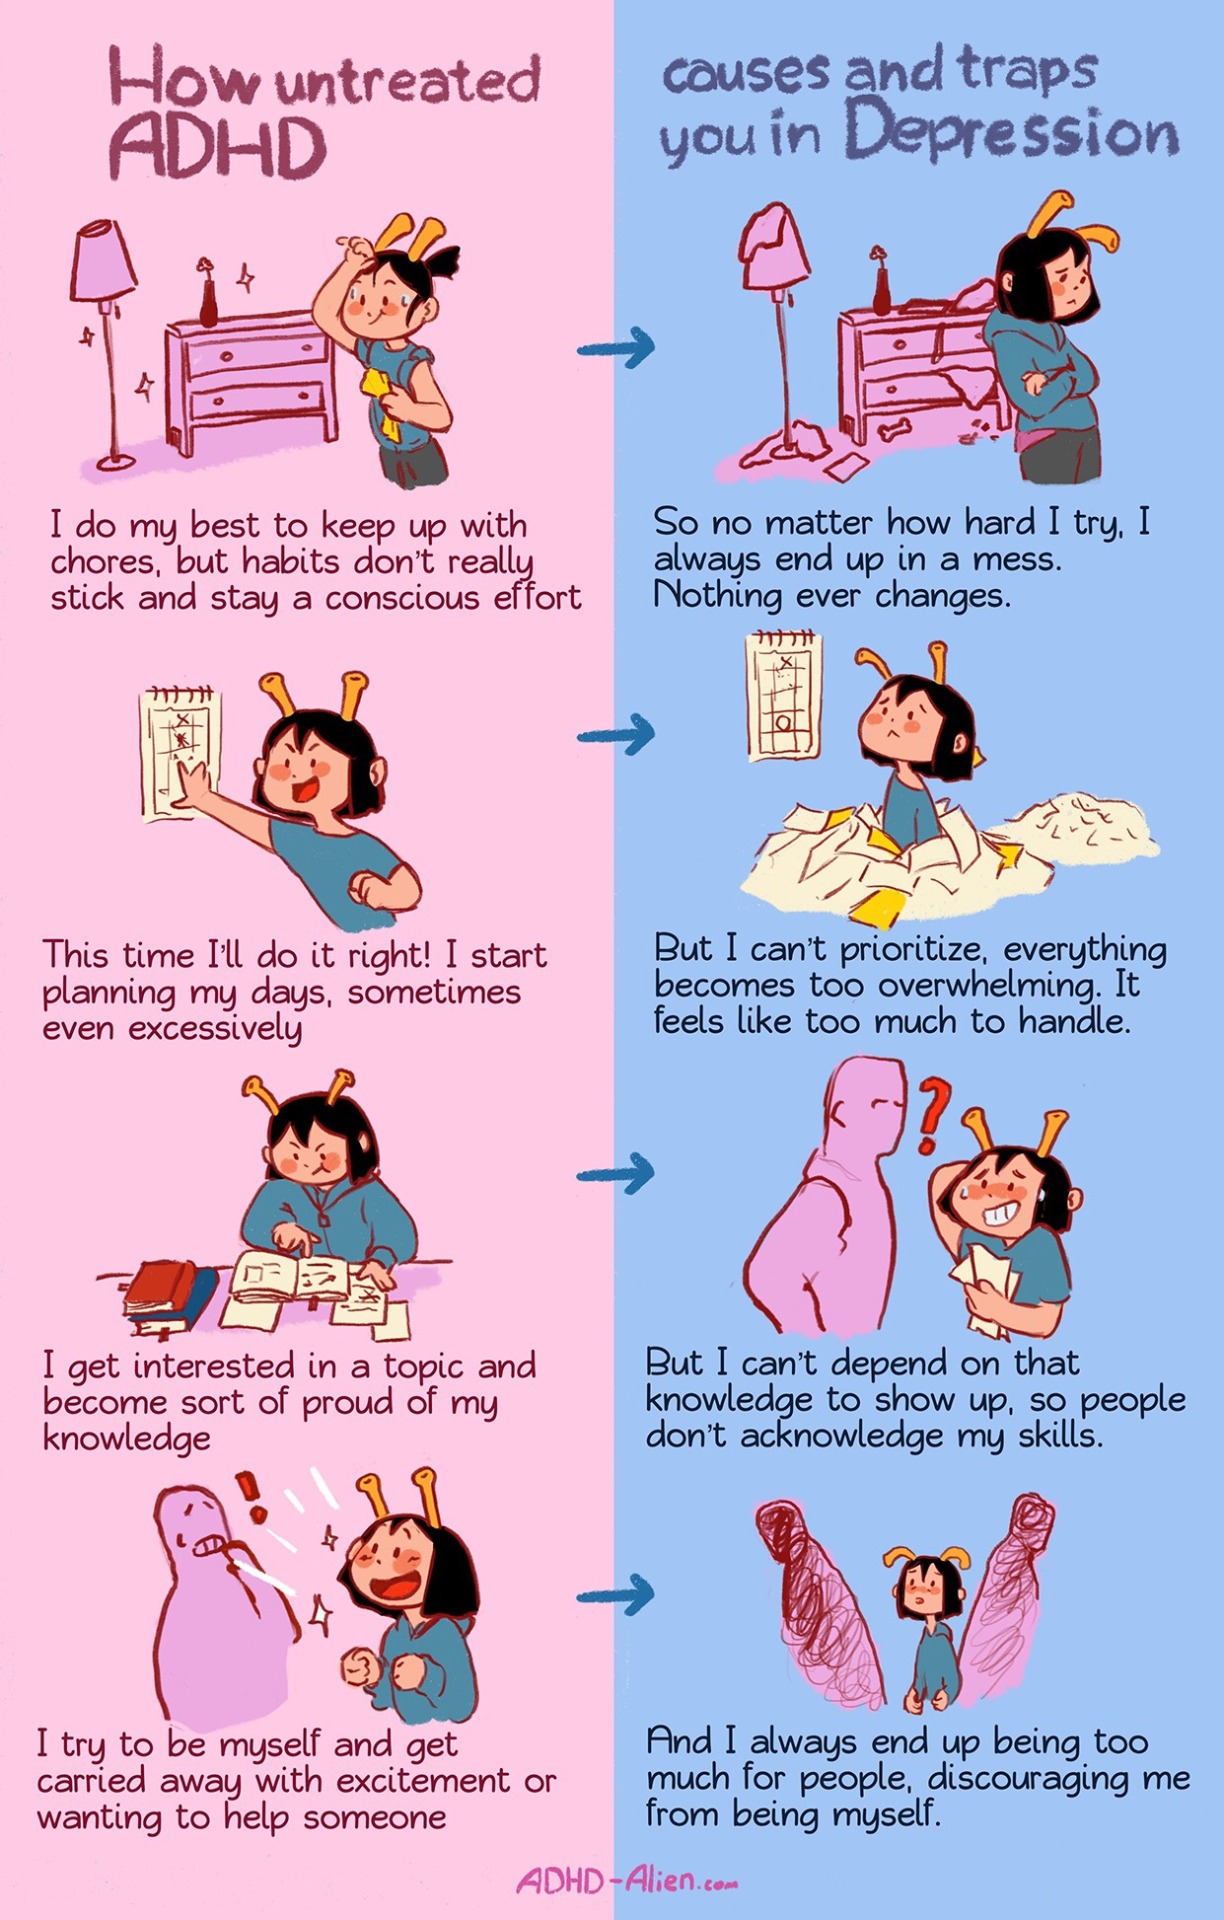 How untreated
ADHD
causes and traps
you in Depression
I do my best to keep up with
chores, but habits don't really
stick and stay a conscious effort
So no matter how hard I try, I
always end up in a mess.
Nothing ever changes.
This time I'll do it right! I start
planning my days, sometimes
even excessively
But I can't prioritize, everything
becomes too overwhelming. It
feels like too much to handle.
?
I get interested in a topic and
become sort of proud of my
knowledge
But I can't depend on that
knowledge to show up, so people
don't acknowledge my skills.
!
I try to be myself and get
carried away with excitement or
wanting to help someone
And I always end up being too
much for people, discouraging me
from being myself.
ADHD-Alien.com